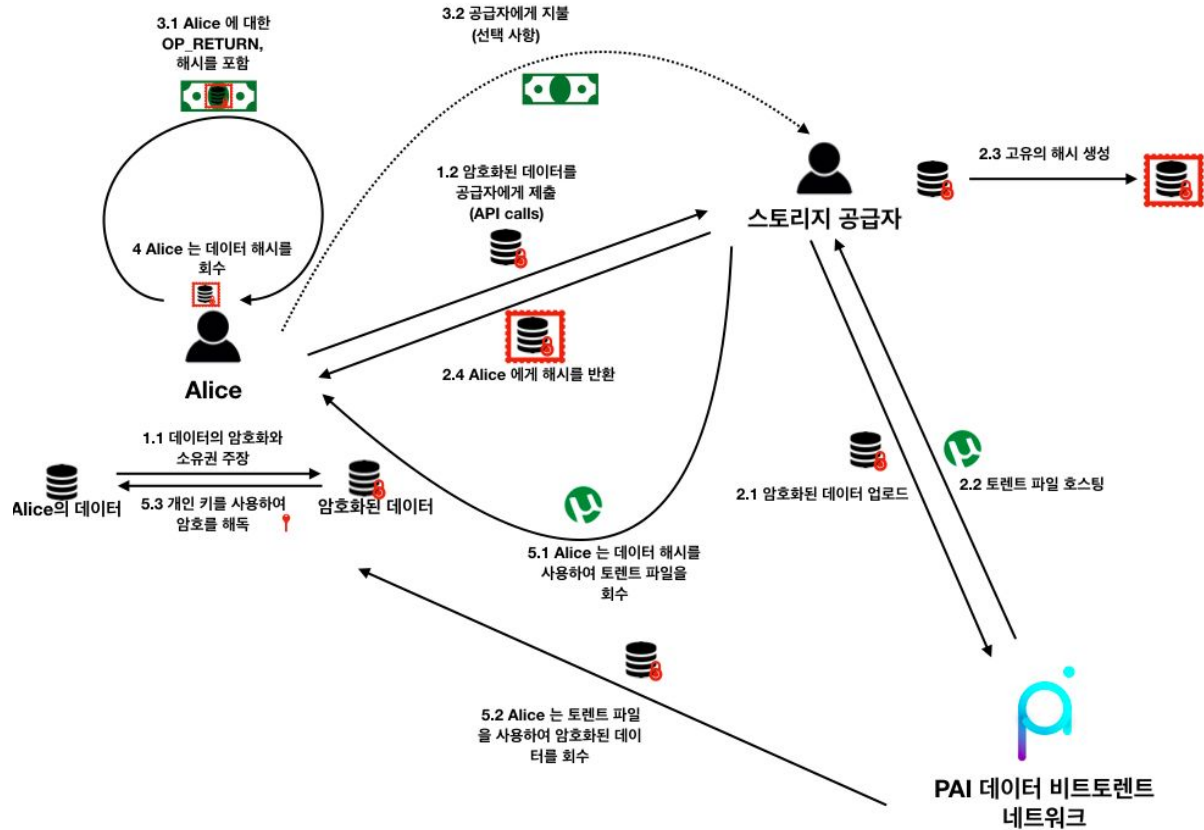 3.1 Alice 에 대한
OP_RETURN,
해시를 포함
3.2 공급자에게 지불
(선택 사항)
1.2 암호화된 데이터를
공급자에게 제출
(API calls)
2.3 고유의 해시 생성
스토리지 공급자
4 Alice 는 데이터 해시를
회수
Alice
2.4 Alice 에게 해시를 반환
1.1 데이터의 암호화와
소유권 주장
Alice의 데이터
5.3 개인 키를 사용하여
암호를 해독
암호화된 데이터
2.1 암호화된 데이터 업로드
2.2 토렌트 파일 호스팅
5.1 Alice 는 데이터 해시를
사용하여 토렌트 파일을
회수
5.2 Alice 는 토렌트 파일
을 사용하여 암호화된 데이
터를 회수
PAI 데이터 비트토렌트
네트워크